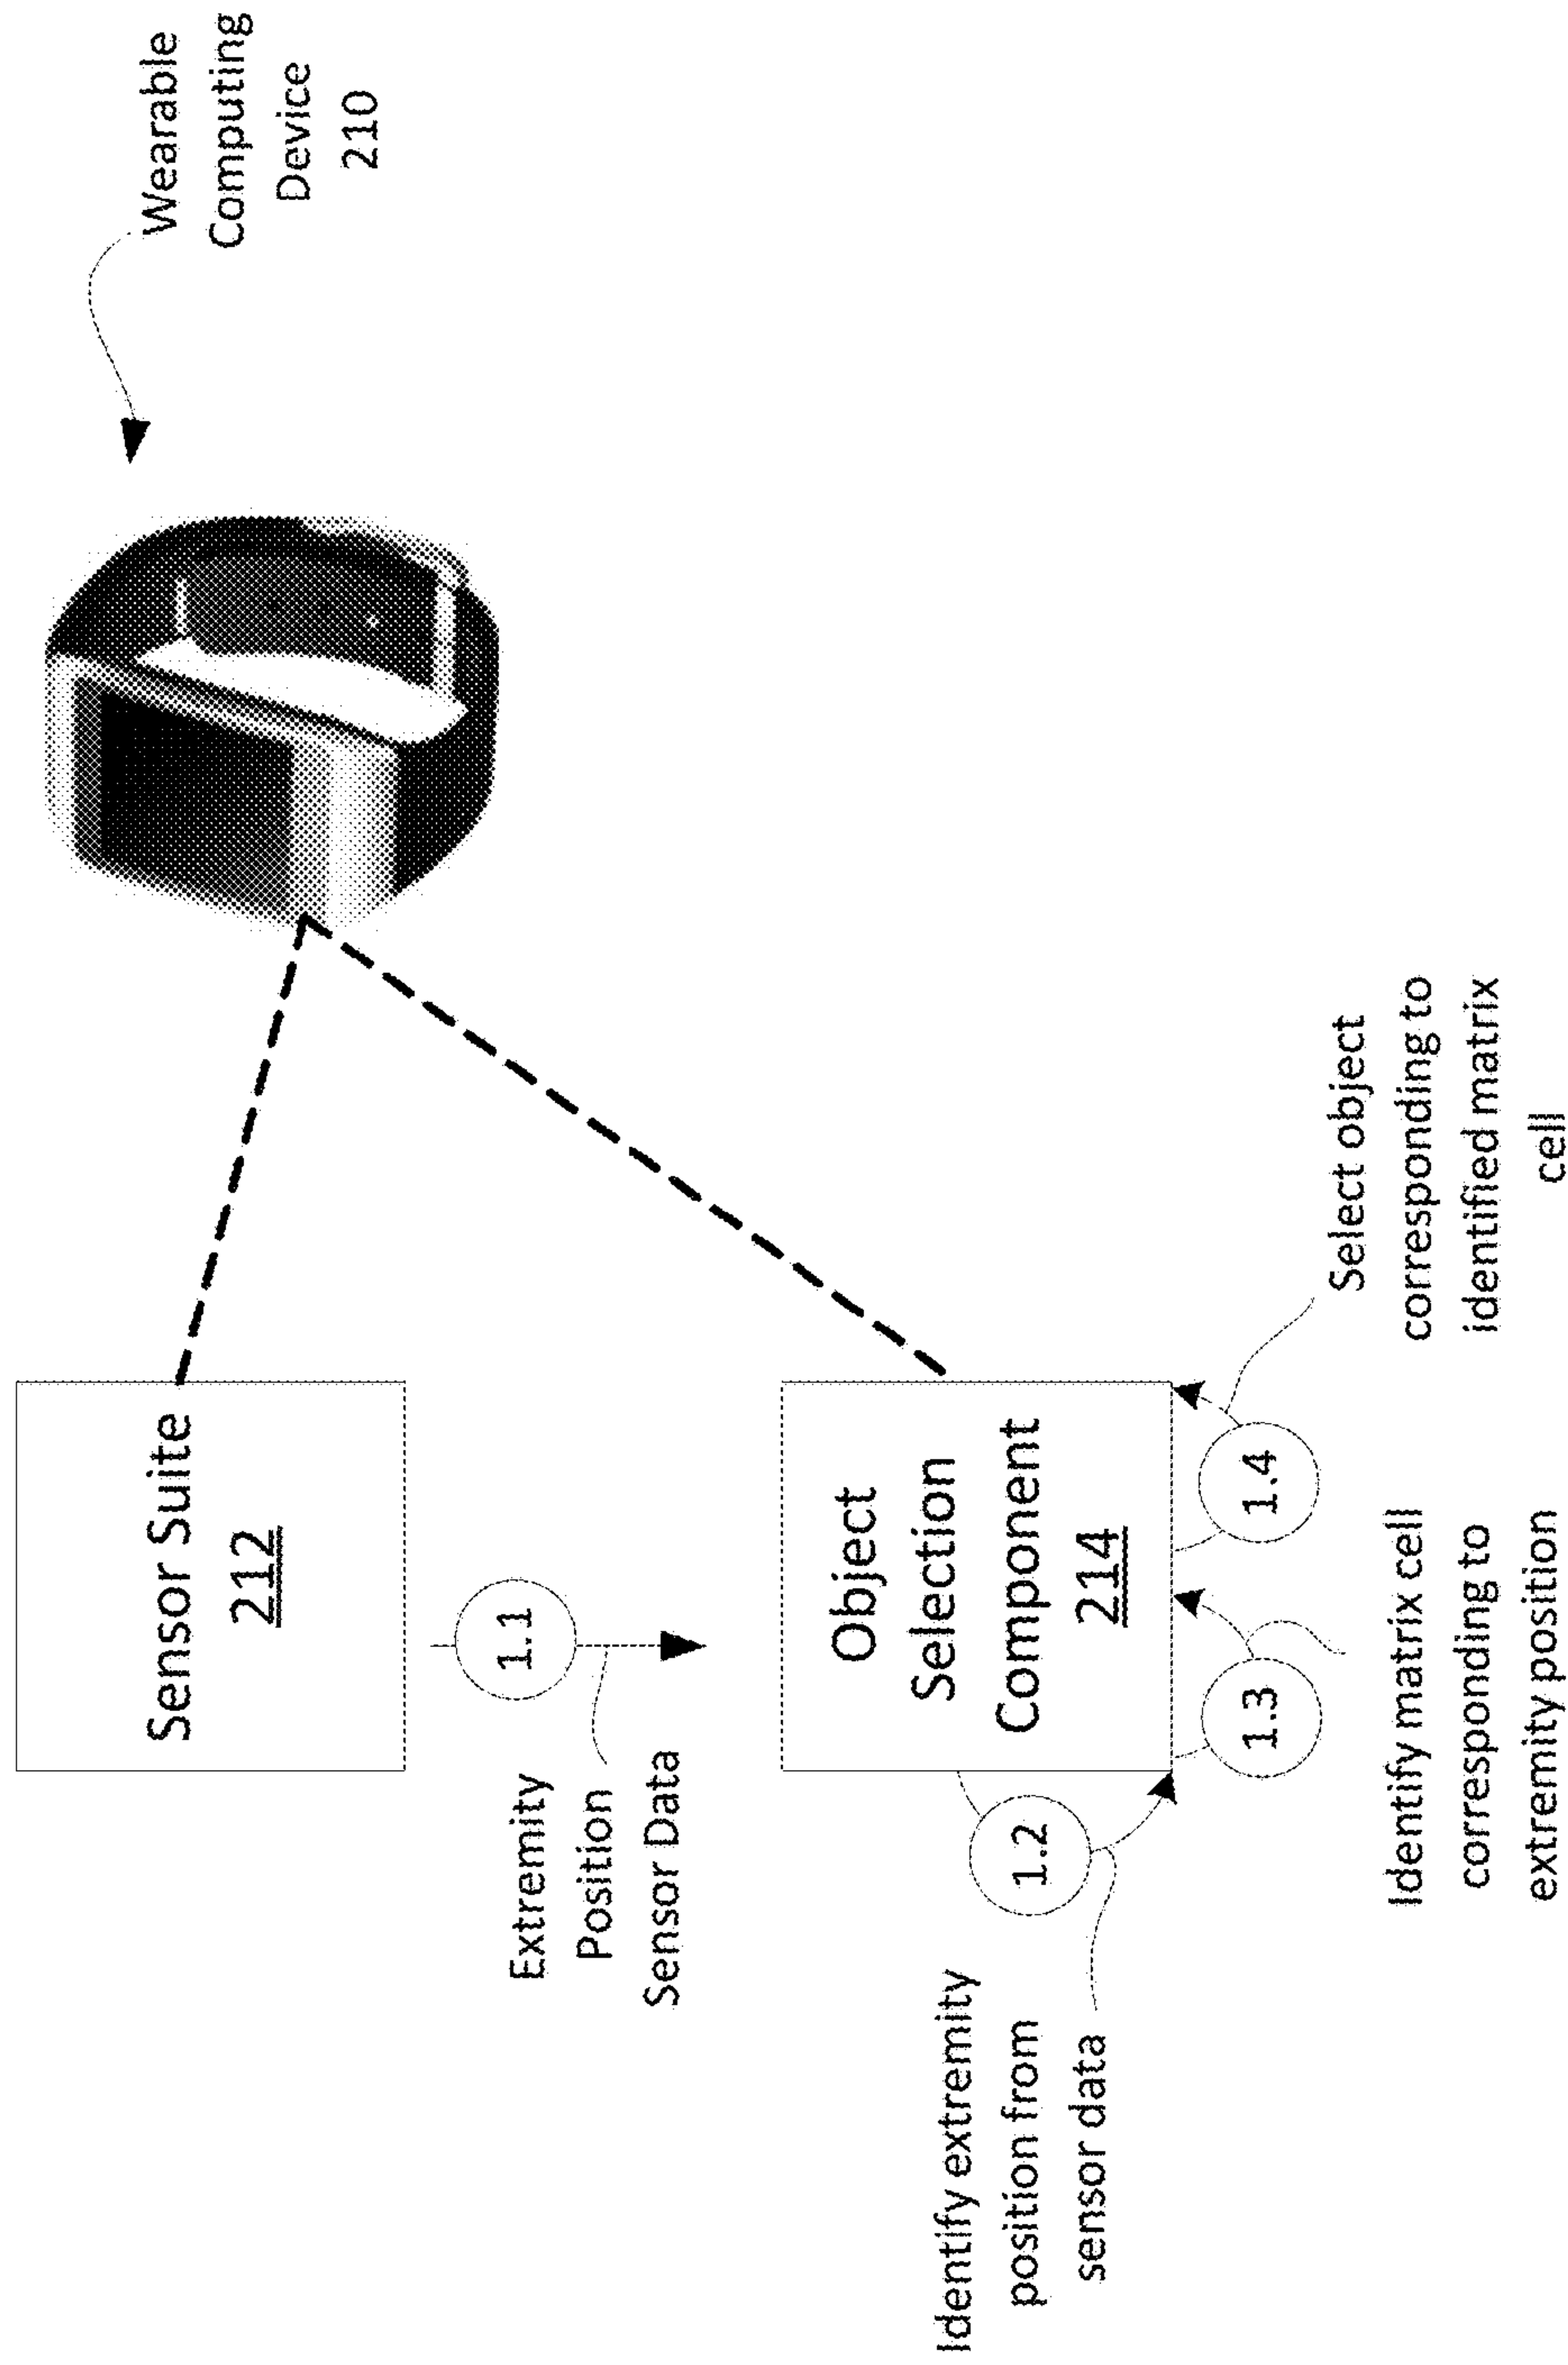 Wearable
Computing
Device
210
Sensor Suite
212
1.1
Extremity
Position
Sensor Data
Object
Selection
Component
214
1.2
Identify extremity
position from
sensor data
1.3
Identify matrix cell
corresponding to
extremity position
1.4
Select object
corresponding to
identified matrix
cell